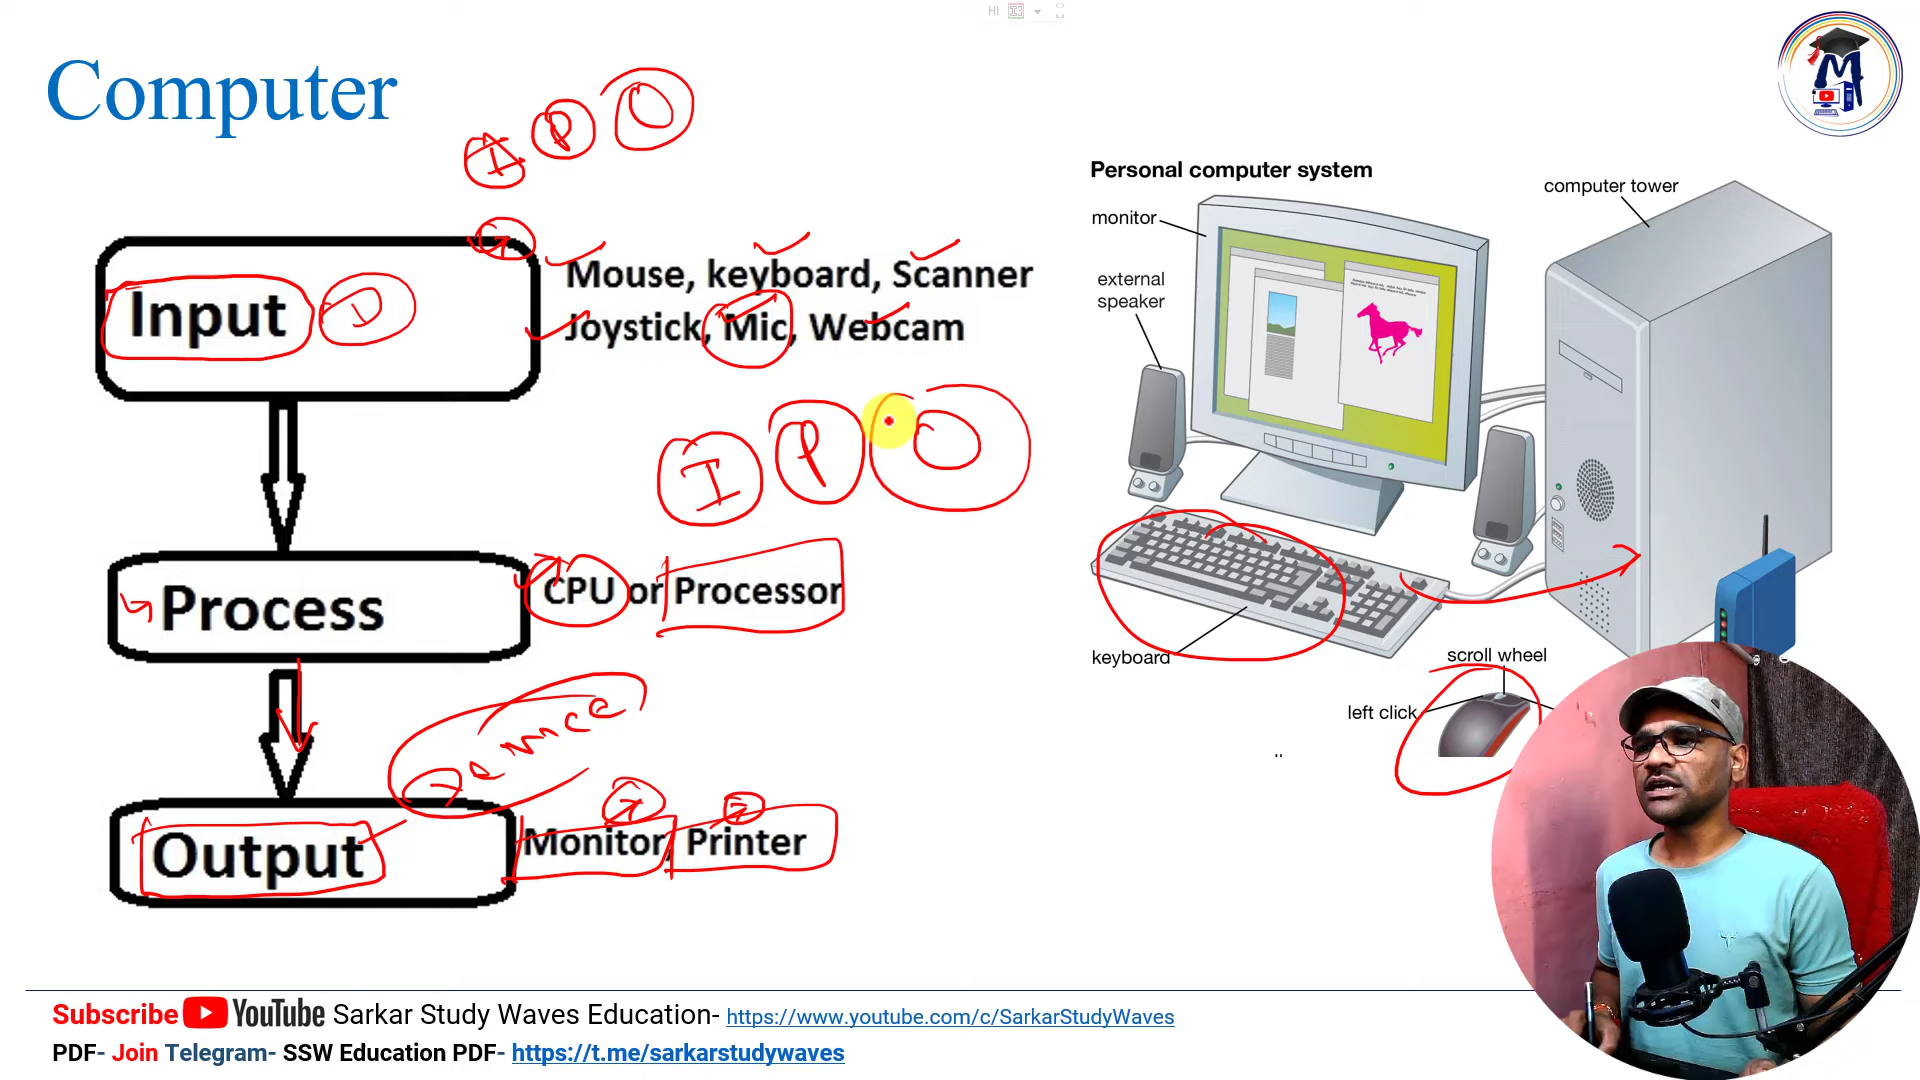 HI
Computer
I P O
Input I
Mouse, keyboard, Scanner
Joystick, Mic, Webcam
I P O
Process
CPU or Processor
Output
Monitor, Printer
Personal computer system
computer tower
monitor
external
speaker
keyboard
scroll wheel
left click
M
Subscribe YouTube Sarkar Study Waves Education- https://www.youtube.com/c/SarkarStudyWaves
PDF- Join Telegram- SSW Education PDF- https://t.me/sarkarstudywaves